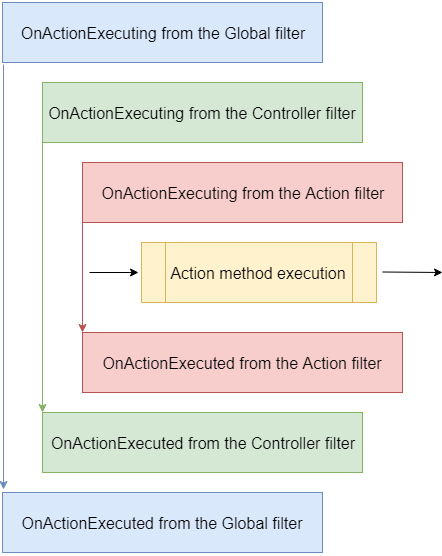 OnActionExecuting from the Global filter
OnActionExecuting from the Controller filter
OnActionExecuting from the Action filter
Action method execution
OnActionExecuted from the Action filter
OnActionExecuted from the Controller filter
OnActionExecuted from the Global filter